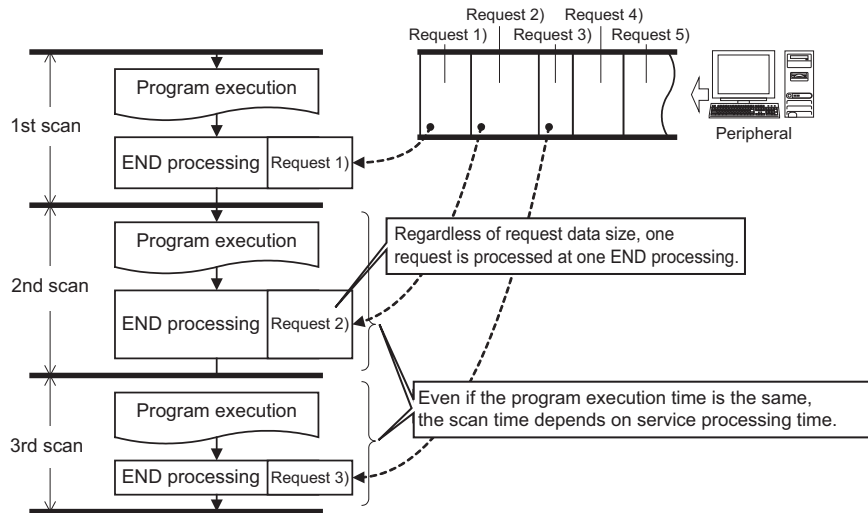 Request 2)
Request 4)
Request 1)
Request 3)
Request 5)
Peripheral
1st scan
Program execution
END processing
Request 1)
2nd scan
Program execution
END processing
Request 2)
Regardless of request data size, one
request is processed at one END processing.
3rd scan
Program execution
END processing
Request 3)
Even if the program execution time is the same,
the scan time depends on service processing time.